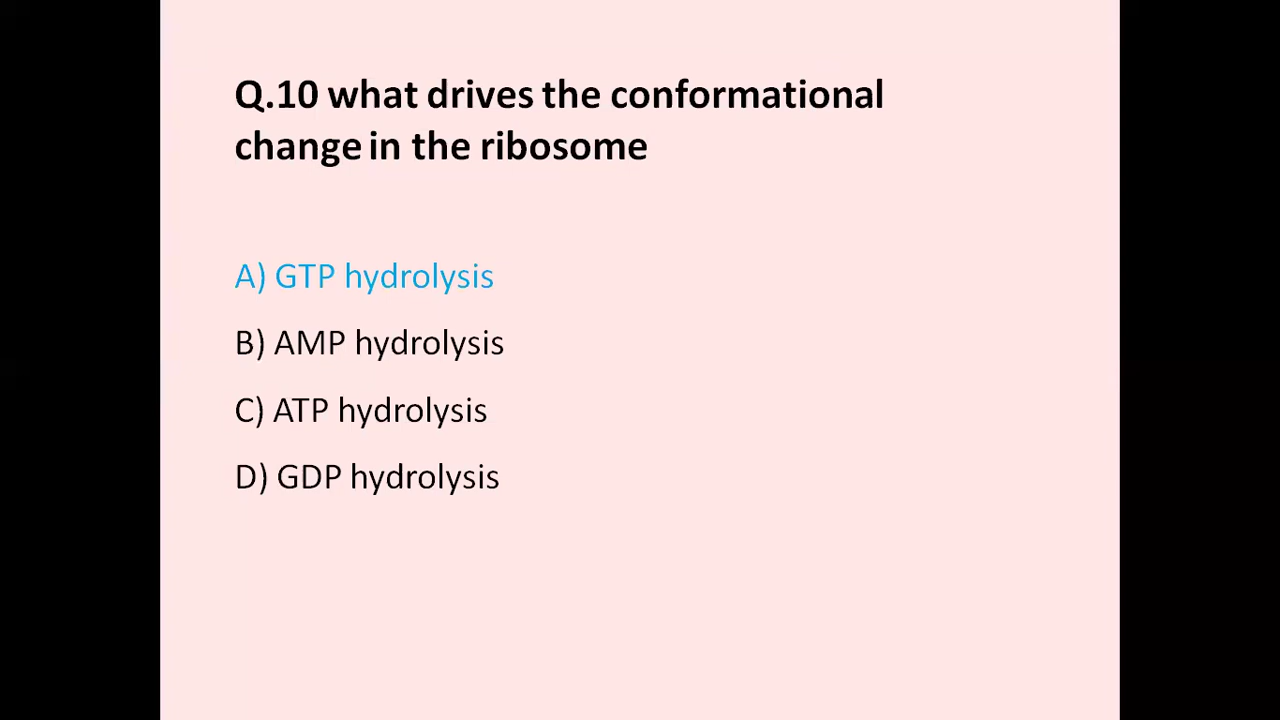 Q.10 what drives the conformational
change in the ribosome
A) GTP hydrolysis
B) AMP hydrolysis
C) ATP hydrolysis
D) GDP hydrolysis